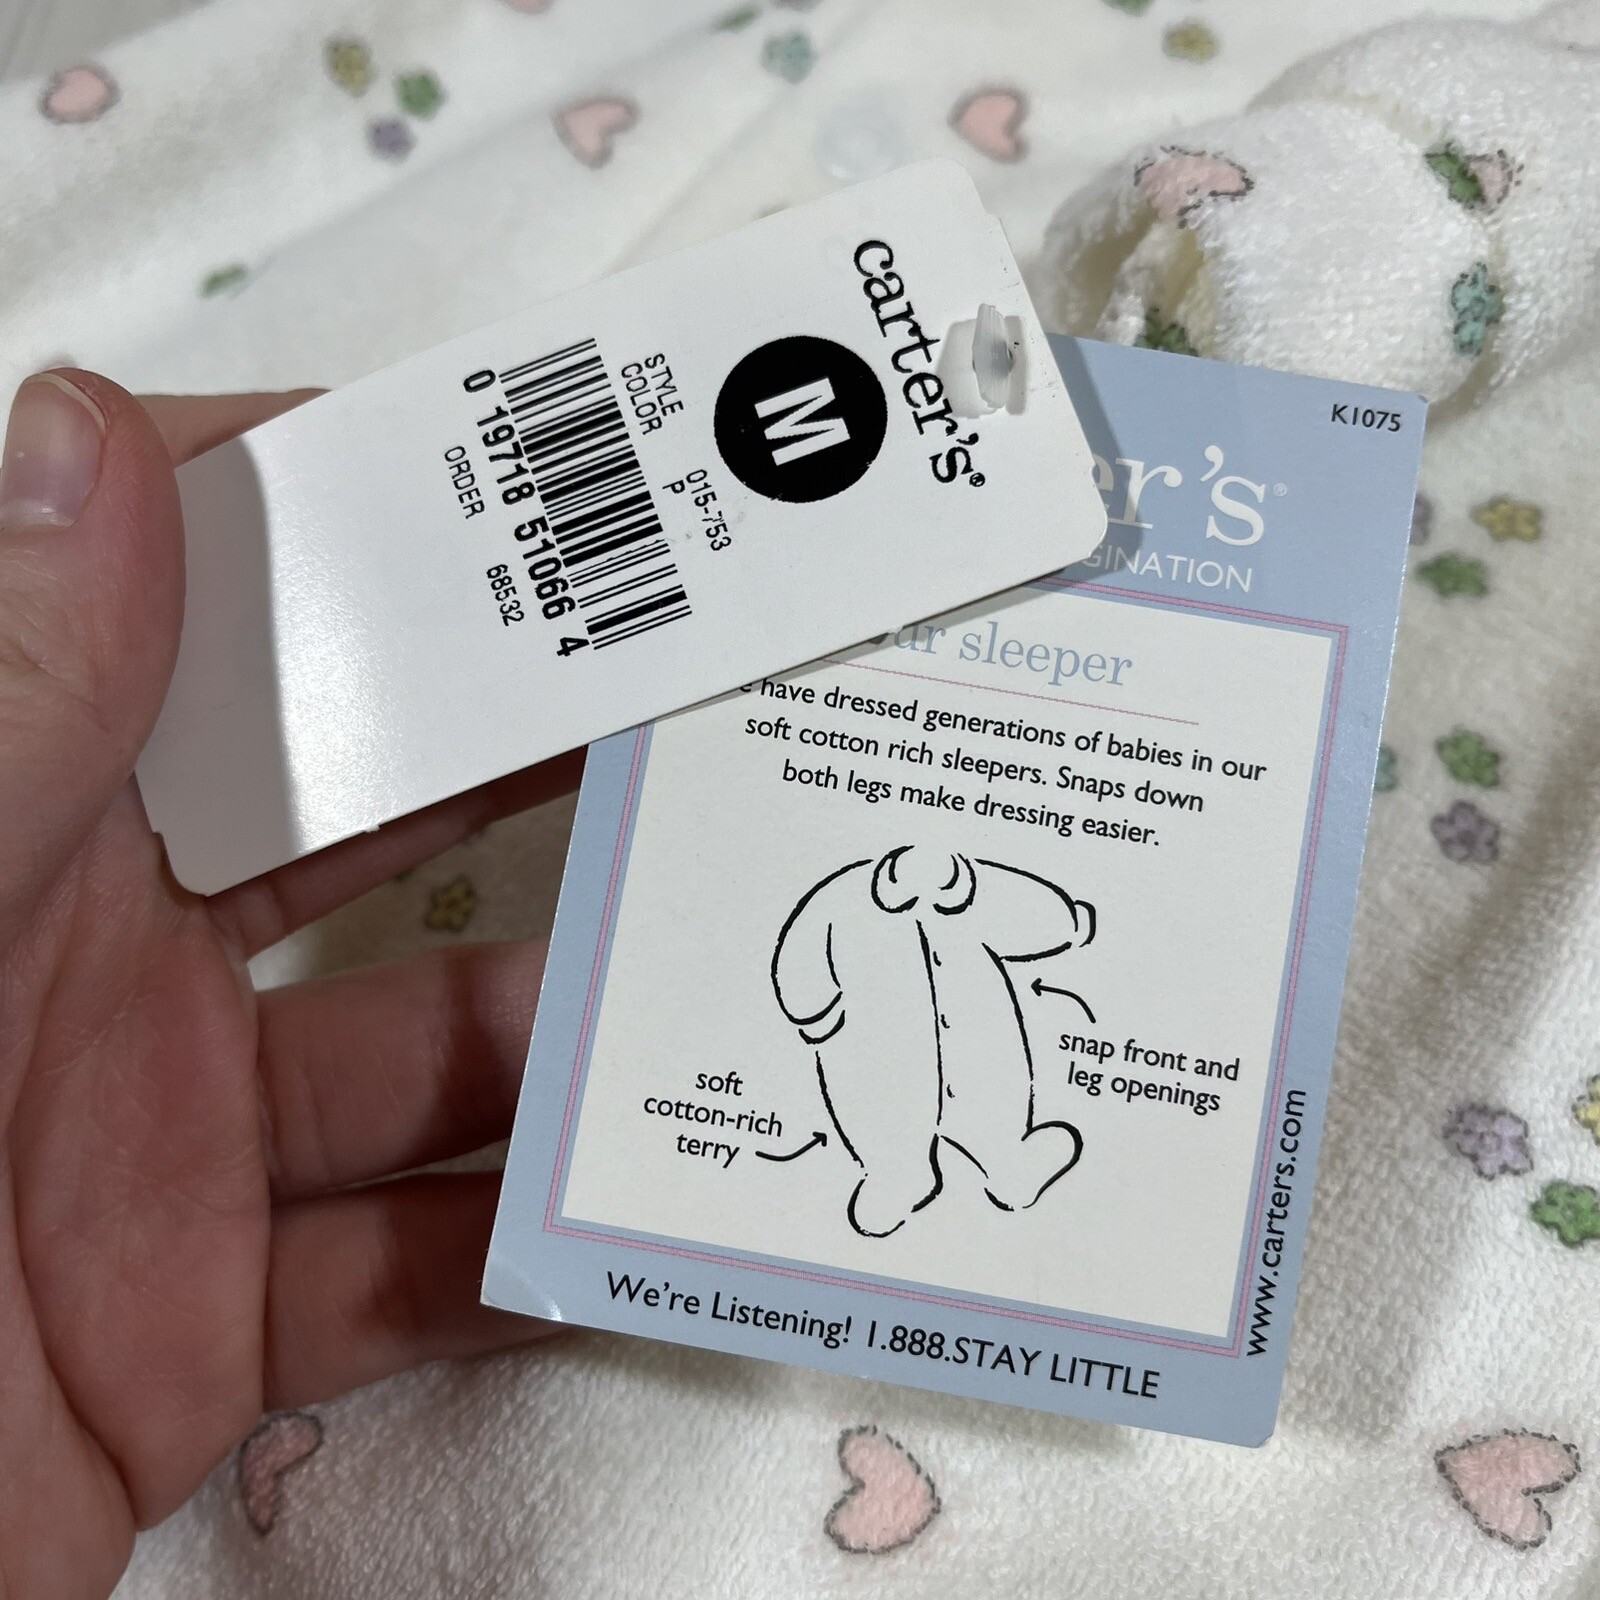 carter's®
M
STYLE 015-753
COLOR P
0 19718 51066 4
ORDER 68532
K1075
er's®
GINATION
sleeper
have dressed generations of babies in our
soft cotton rich sleepers. Snaps down
both legs make dressing easier.
snap front and
leg openings
soft
cotton-rich
terry
www.carters.com
We're Listening! 1.888.STAY LITTLE